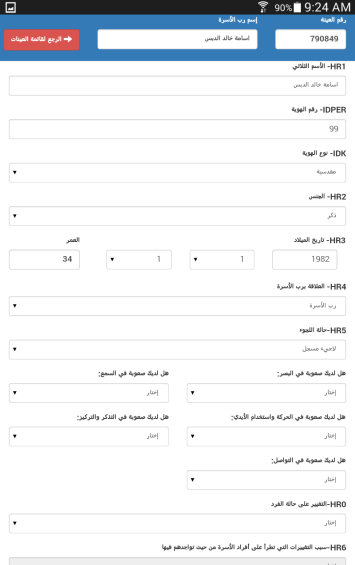 90% 9:24 AM
رقم العينة إسم رب الأسرة
790849 اسامة خالد الدبس الرجع لقائمة العينات
HR1- الأسم الثلاثي
اسامة خالد الدبس
IDPER- رقم الهوية
99
IDK- نوع الهوية
مقدسية
HR2- الجنس
ذكر
HR3- تاريخ الميلاد العمر
1982 1 1 34
HR4- العلاقة برب الأسرة
رب الأسرة
HR5-حالة اللجوء
لاجيء مسجل
هل لديك صعوبة في البصر: هل لديك صعوبة في السمع:
إختار إختار
هل لديك صعوبة في الحركة واستخدام الأيدي: هل لديك صعوبة في التذكر والتركيز:
إختار إختار
هل لديك صعوبة في التواصل:
إختار
HR0-التغيير على حالة الفرد
إختار
HR6-سبب التغييرات التي تطرأ على أفراد الأسرة من حيث تواجدهم فيها
إختار